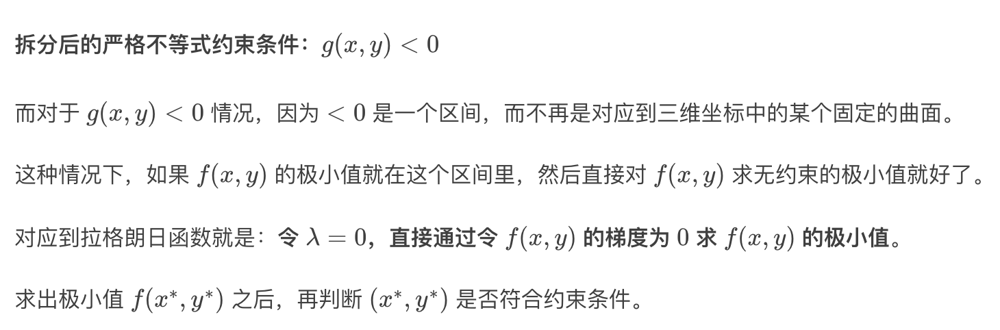 拆分后的严格不等式约束条件：g(x, y) < 0
而对于 g(x, y) < 0 情况，因为 < 0 是一个区间，而不再是对应到三维坐标中的某个固定的曲面。
这种情况下，如果 f(x, y) 的极小值就在这个区间里，然后直接对 f(x, y) 求无约束的极小值就好了。
对应到拉格朗日函数就是：令 λ = 0，直接通过令 f(x, y) 的梯度为 0 求 f(x, y) 的极小值。
求出极小值 f(x*, y*) 之后，再判断 (x*, y*) 是否符合约束条件。